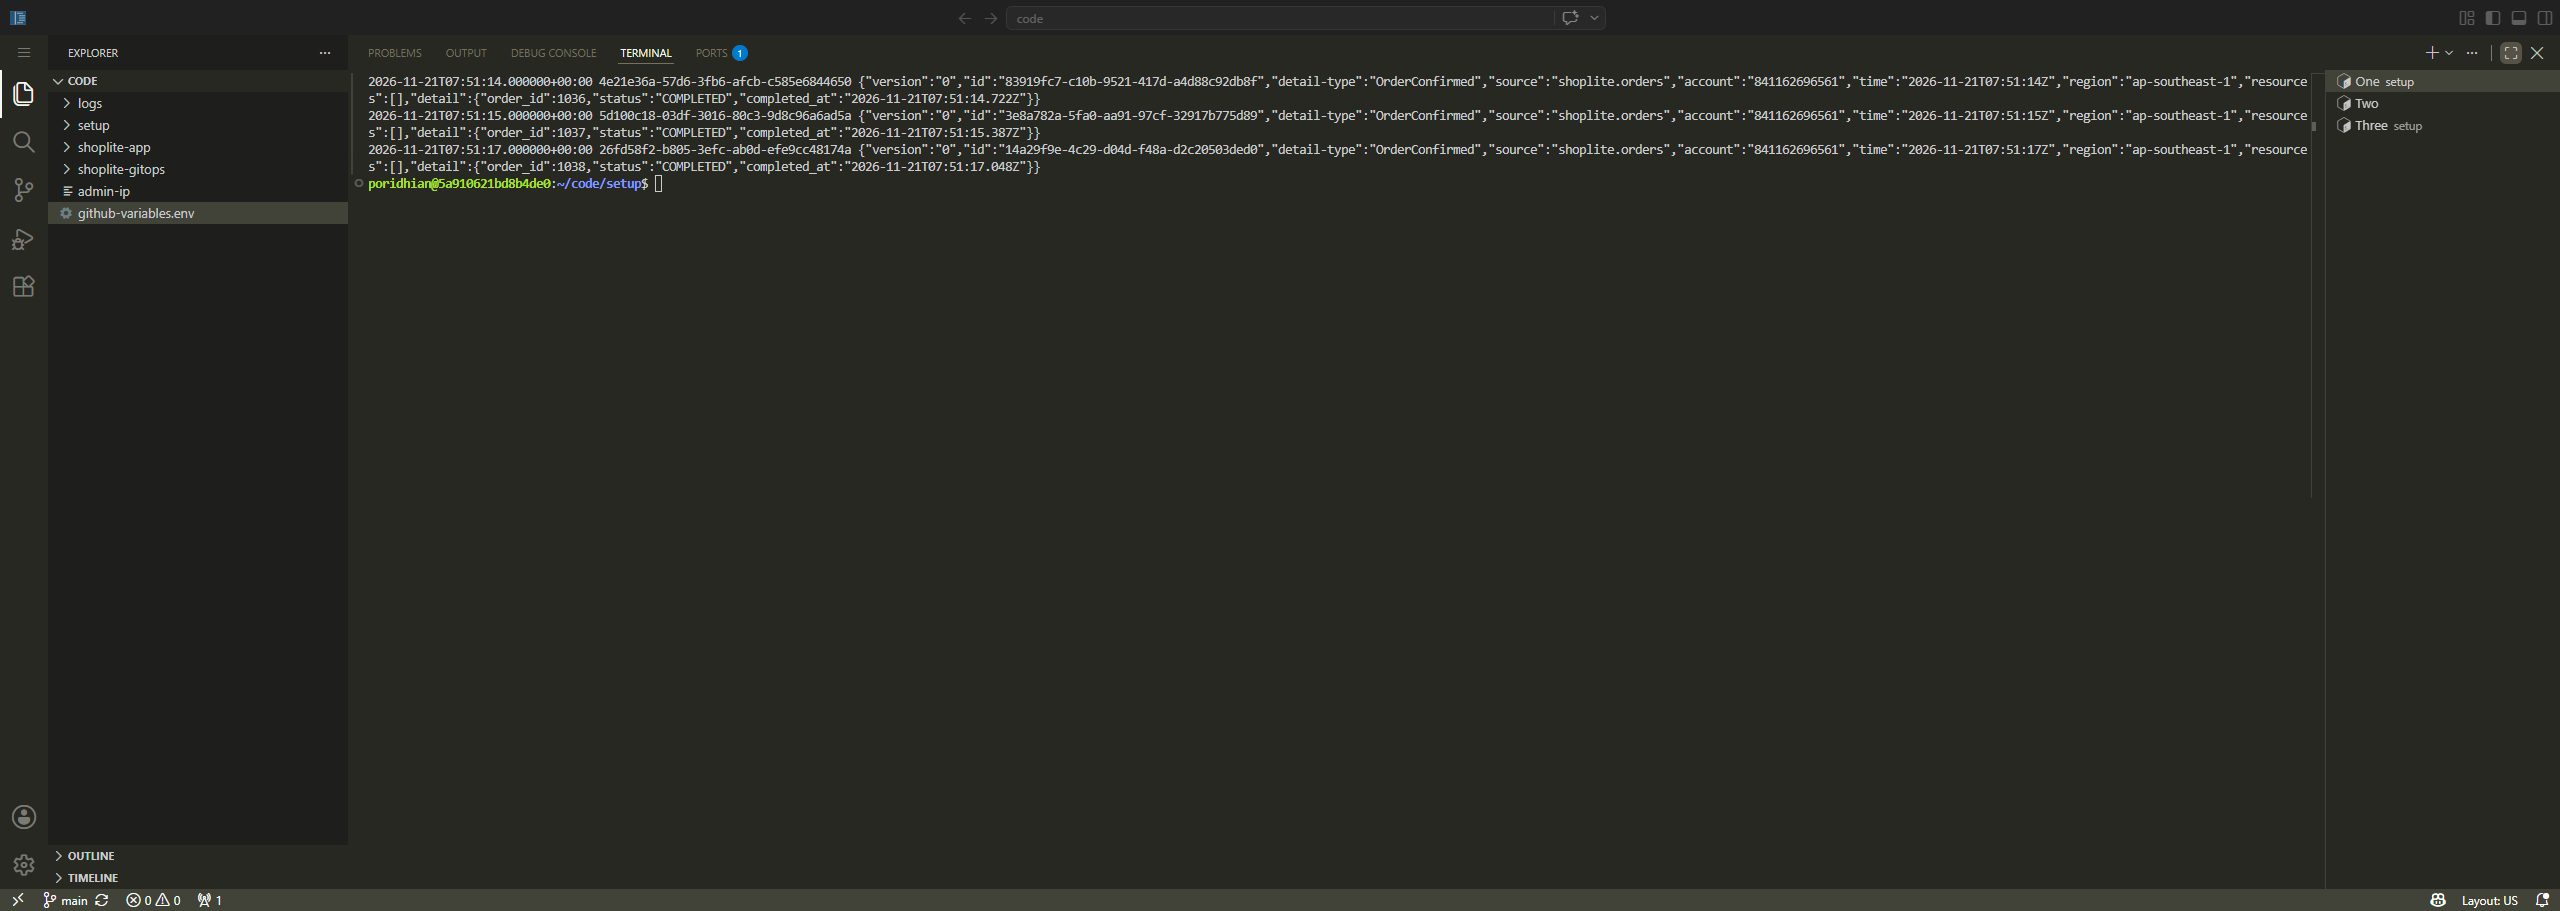 code
EXPLORER
PROBLEMS OUTPUT DEBUG CONSOLE TERMINAL PORTS 1
CODE
logs
setup
shoplite-app
shoplite-gitops
admin-ip
github-variables.env
2026-11-21T07:51:14.000000+00:00 4e21e36a-57d6-3fb6-afcb-c585e6844650 {"version":"0","id":"83919fc7-c10b-9521-417d-a4d88c92db8f","detail-type":"OrderConfirmed","source":"shoplite.orders","account":"841162696561","time":"2026-11-21T07:51:14Z","region":"ap-southeast-1","resource
s":[],"detail":{"order_id":1036,"status":"COMPLETED","completed_at":"2026-11-21T07:51:14.722Z"}}
2026-11-21T07:51:15.000000+00:00 5d100c18-03df-3016-80c3-9d8c96a6ad5a {"version":"0","id":"3e8a782a-5fa0-aa91-97cf-32917b775d89","detail-type":"OrderConfirmed","source":"shoplite.orders","account":"841162696561","time":"2026-11-21T07:51:15Z","region":"ap-southeast-1","resource
s":[],"detail":{"order_id":1037,"status":"COMPLETED","completed_at":"2026-11-21T07:51:15.387Z"}}
2026-11-21T07:51:17.000000+00:00 26fd58f2-b805-3efc-ab0d-efe9cc48174a {"version":"0","id":"14a29f9e-4c29-d04d-f48a-d2c20503ded0","detail-type":"OrderConfirmed","source":"shoplite.orders","account":"841162696561","time":"2026-11-21T07:51:17Z","region":"ap-southeast-1","resource
s":[],"detail":{"order_id":1038,"status":"COMPLETED","completed_at":"2026-11-21T07:51:17.048Z"}}
poridhian@5a910621bd8b4de0:~/code/setup$
One setup
Two
Three setup
OUTLINE
TIMELINE
main 0 0 1
Layout: US